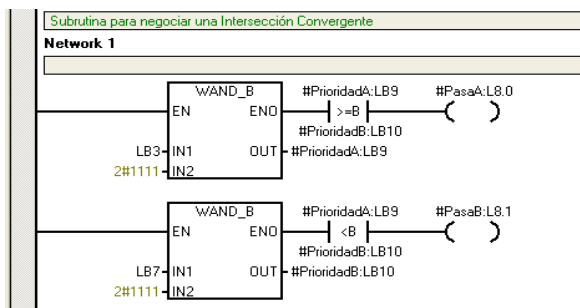 Subrutina para negociar una Intersección Convergente
Network 1
WAND_B #PrioridadA:LB9 #PasaA:L8.0
EN ENO >=B
#PrioridadB:LB10
LB3 IN1 OUT #PrioridadA:LB9
2#1111 IN2
WAND_B #PrioridadA:LB9 #PasaB:L8.1
EN ENO <B
#PrioridadB:LB10
LB7 IN1 OUT #PrioridadB:LB10
2#1111 IN2